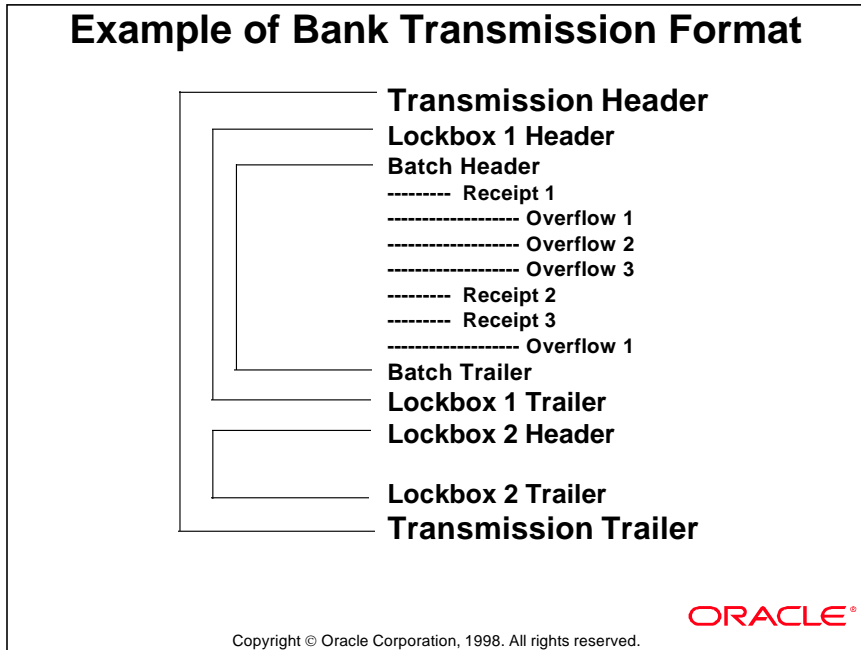 Example of Bank Transmission Format
Transmission Header
Lockbox 1 Header
Batch Header
--------- Receipt 1
------------------- Overflow 1
------------------- Overflow 2
------------------- Overflow 3
--------- Receipt 2
--------- Receipt 3
------------------- Overflow 1
Batch Trailer
Lockbox 1 Trailer
Lockbox 2 Header
Lockbox 2 Trailer
Transmission Trailer
ORACLE®
Copyright © Oracle Corporation, 1998. All rights reserved.